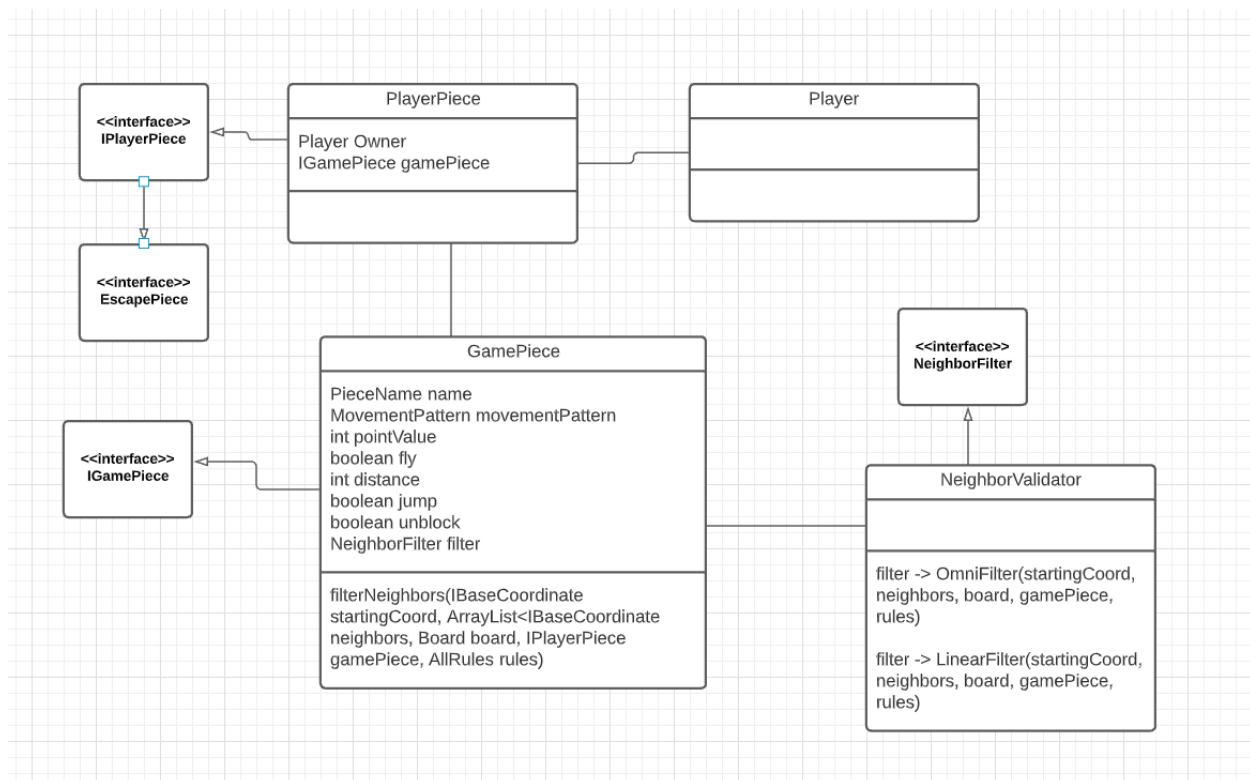 <<interface>>
IPlayerPiece
PlayerPiece
Player Owner
IGamePiece gamePiece
Player
<<interface>>
EscapePiece
<<interface>>
NeighborFilter
GamePiece
PieceName name
MovementPattern movementPattern
int pointValue
boolean fly
int distance
boolean jump
boolean unblock
NeighborFilter filter
filterNeighbors(IBaseCoordinate
startingCoord, ArrayList<IBaseCoordinate
neighbors, Board board, IPlayerPiece
gamePiece, AllRules rules)
<<interface>>
IGamePiece
NeighborValidator
filter -> OmniFilter(startingCoord,
neighbors, board, gamePiece,
rules)
filter -> LinearFilter(startingCoord,
neighbors, board, gamePiece,
rules)